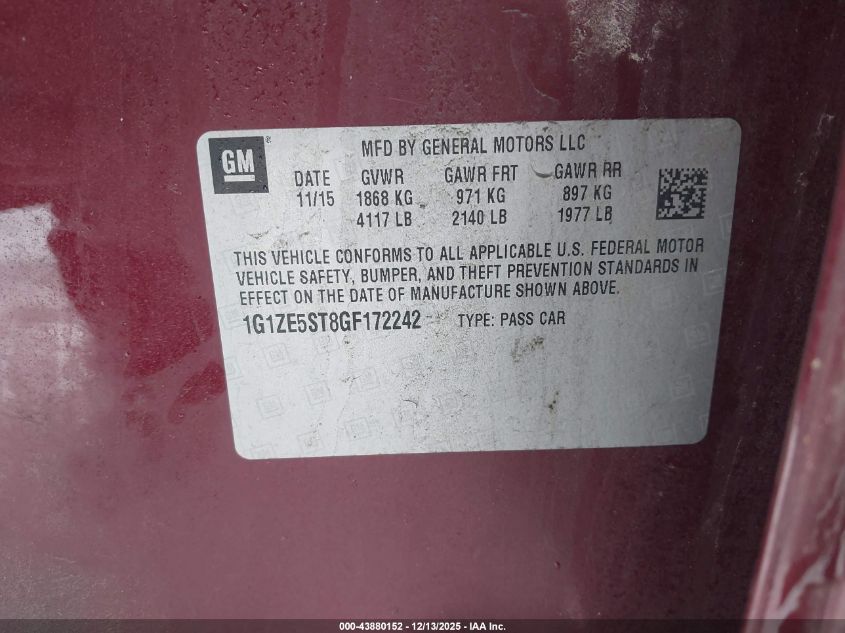 GM
MFD BY GENERAL MOTORS LLC
DATE GVWR GAWR FRT GAWR RR
11/15 1868 KG 971 KG 897 KG
4117 LB 2140 LB 1977 LB
THIS VEHICLE CONFORMS TO ALL APPLICABLE U.S. FEDERAL MOTOR
VEHICLE SAFETY, BUMPER, AND THEFT PREVENTION STANDARDS IN
EFFECT ON THE DATE OF MANUFACTURE SHOWN ABOVE.
1G1ZE5ST8GF172242 TYPE: PASS CAR
000-43880152 - 12/13/2025 - IAA Inc.